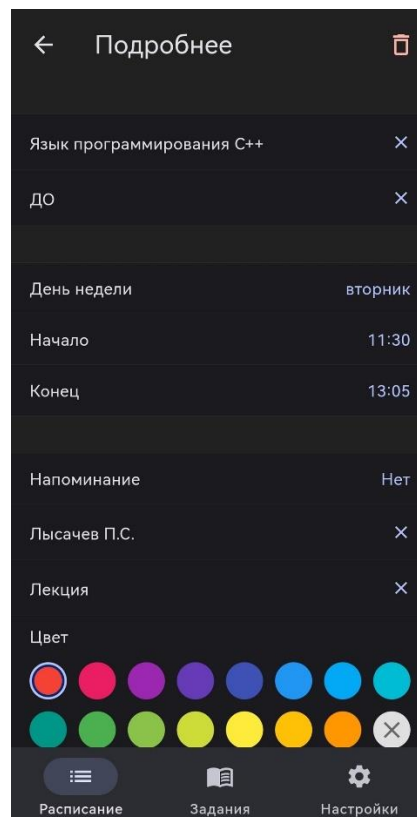 Подробнее
Язык программирования C++
ДО
День недели вторник
Начало 11:30
Конец 13:05
Напоминание Нет
Лысачев П.С.
Лекция
Цвет
Расписание Задания Настройки